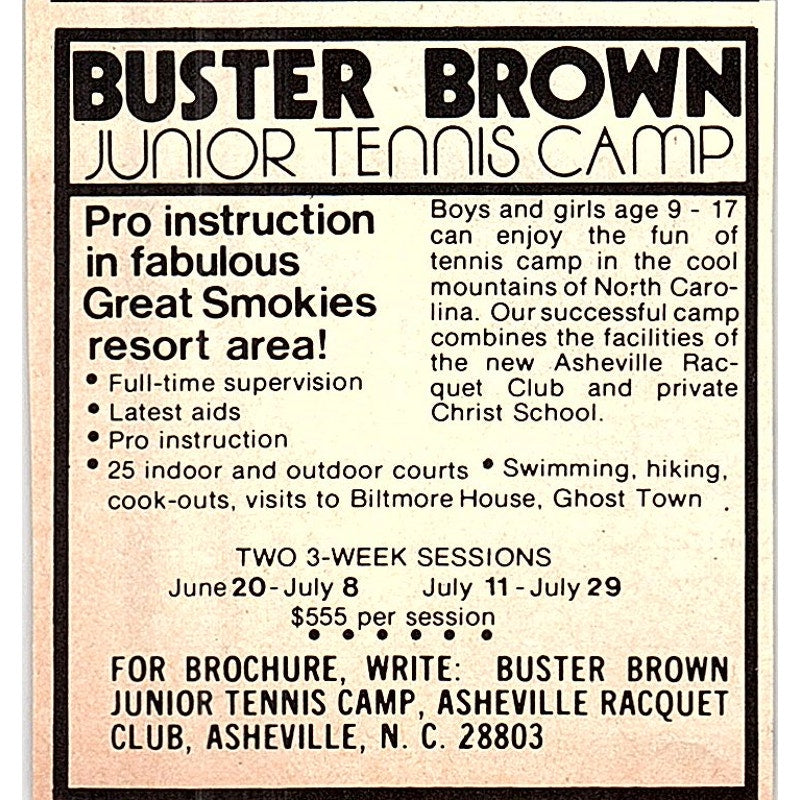 BUSTER BROWN
JUNIOR TENNIS CAMP
Pro instruction
in fabulous
Great Smokies
resort area!
• Full-time supervision
• Latest aids
• Pro instruction
Boys and girls age 9 - 17
can enjoy the fun of
tennis camp in the cool
mountains of North Caro-
lina. Our successful camp
combines the facilities of
the new Asheville Rac-
quet Club and private
Christ School.
• 25 indoor and outdoor courts • Swimming, hiking,
cook-outs, visits to Biltmore House, Ghost Town .
TWO 3-WEEK SESSIONS
June 20 - July 8 July 11 - July 29
$555 per session
• • • • • •
FOR BROCHURE, WRITE: BUSTER BROWN
JUNIOR TENNIS CAMP, ASHEVILLE RACQUET
CLUB, ASHEVILLE, N. C. 28803